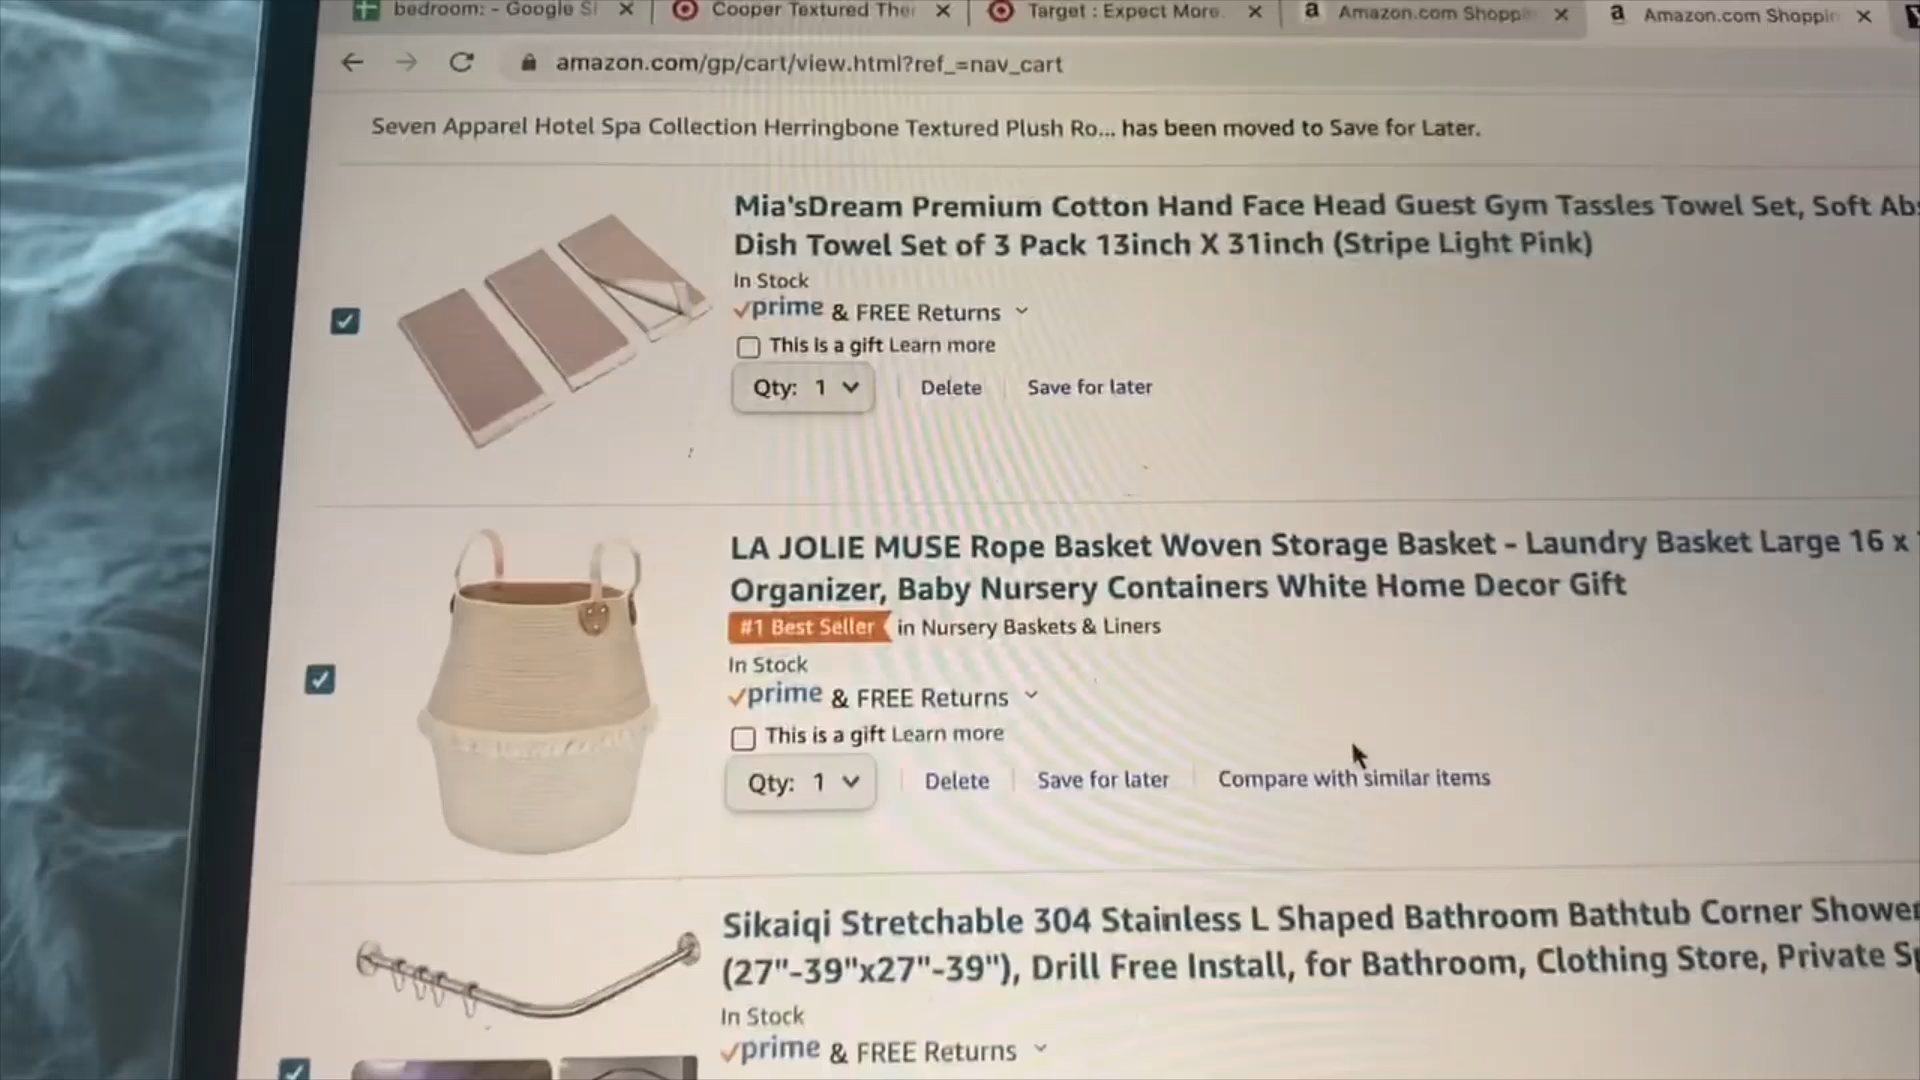 bedroom: - Google S
Cooper Textured The
Target : Expect More.
Amazon.com Shoppi
Amazon.com Shoppin
amazon.com/gp/cart/view.html?ref_=nav_cart
Seven Apparel Hotel Spa Collection Herringbone Textured Plush Ro... has been moved to Save for Later.
Mia'sDream Premium Cotton Hand Face Head Guest Gym Tassles Towel Set, Soft Abs
Dish Towel Set of 3 Pack 13inch X 31inch (Stripe Light Pink)
In Stock
prime & FREE Returns
This is a gift Learn more
Qty: 1 Delete Save for later
LA JOLIE MUSE Rope Basket Woven Storage Basket - Laundry Basket Large 16 x
Organizer, Baby Nursery Containers White Home Decor Gift
#1 Best Seller in Nursery Baskets & Liners
In Stock
prime & FREE Returns
This is a gift Learn more
Qty: 1 Delete Save for later Compare with similar items
Sikaiqi Stretchable 304 Stainless L Shaped Bathroom Bathtub Corner Shower
(27"-39"x27"-39"), Drill Free Install, for Bathroom, Clothing Store, Private Sp
In Stock
prime & FREE Returns